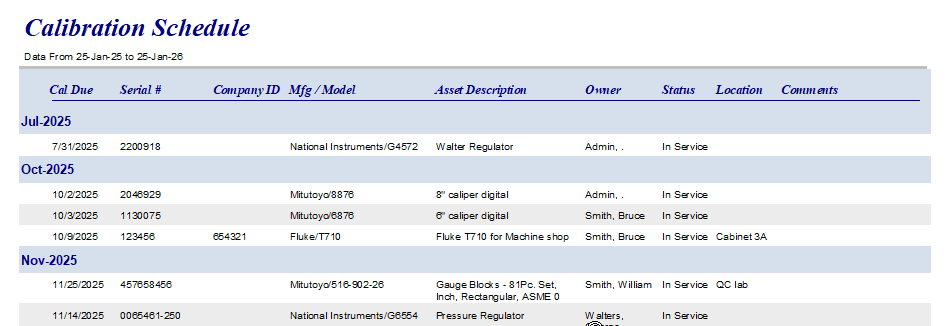 Calibration Schedule
Data From 25-Jan-25 to 25-Jan-26
Cal Due Serial # Company ID Mfg / Model Asset Description Owner Status Location Comments
Jul-2025
7/31/2025 2200918 National Instruments/G4572 Walter Regulator Admin, . In Service
Oct-2025
10/2/2025 2046929 Mitutoyo/8876 8" caliper digital Admin, . In Service
10/3/2025 1130075 Mitutoyo/6876 6" caliper digital Smith, Bruce In Service
10/9/2025 123456 654321 Fluke/T710 Fluke T710 for Machine shop Smith, Bruce In Service Cabinet 3A
Nov-2025
11/25/2025 457658456 Mitutoyo/516-902-26 Gauge Blocks - 81Pc. Set, Smith, William In Service QC lab
Inch, Rectangular, ASME 0
11/14/2025 0065461-250 National Instruments/G6554 Pressure Regulator Walters, In Service